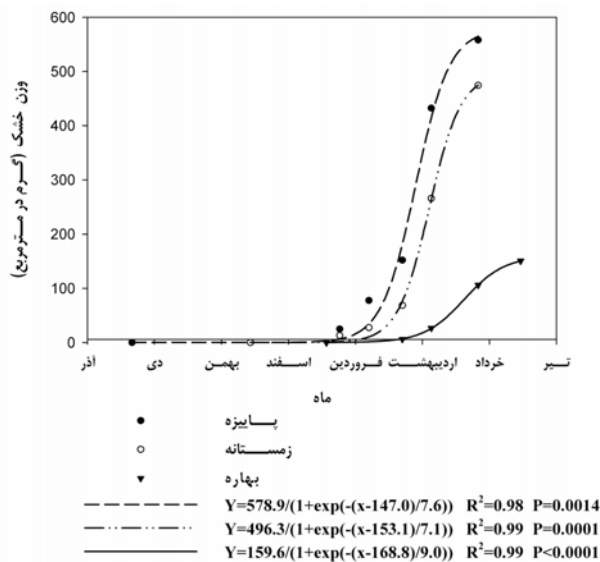 وزن خشک (گرم در مترمربع)
600
500
400
300
200
100
0
آذر دی بهمن اسفند فروردین اردیبهشت خرداد تیر
ماه
پاییزه
زمستانه
بهاره
Y=578.9/(1+exp(-(x-147.0)/7.6)) R²=0.98 P=0.0014
Y=496.3/(1+exp(-(x-153.1)/7.1)) R²=0.99 P=0.0001
Y=159.6/(1+exp(-(x-168.8)/9.0)) R²=0.99 P<0.0001